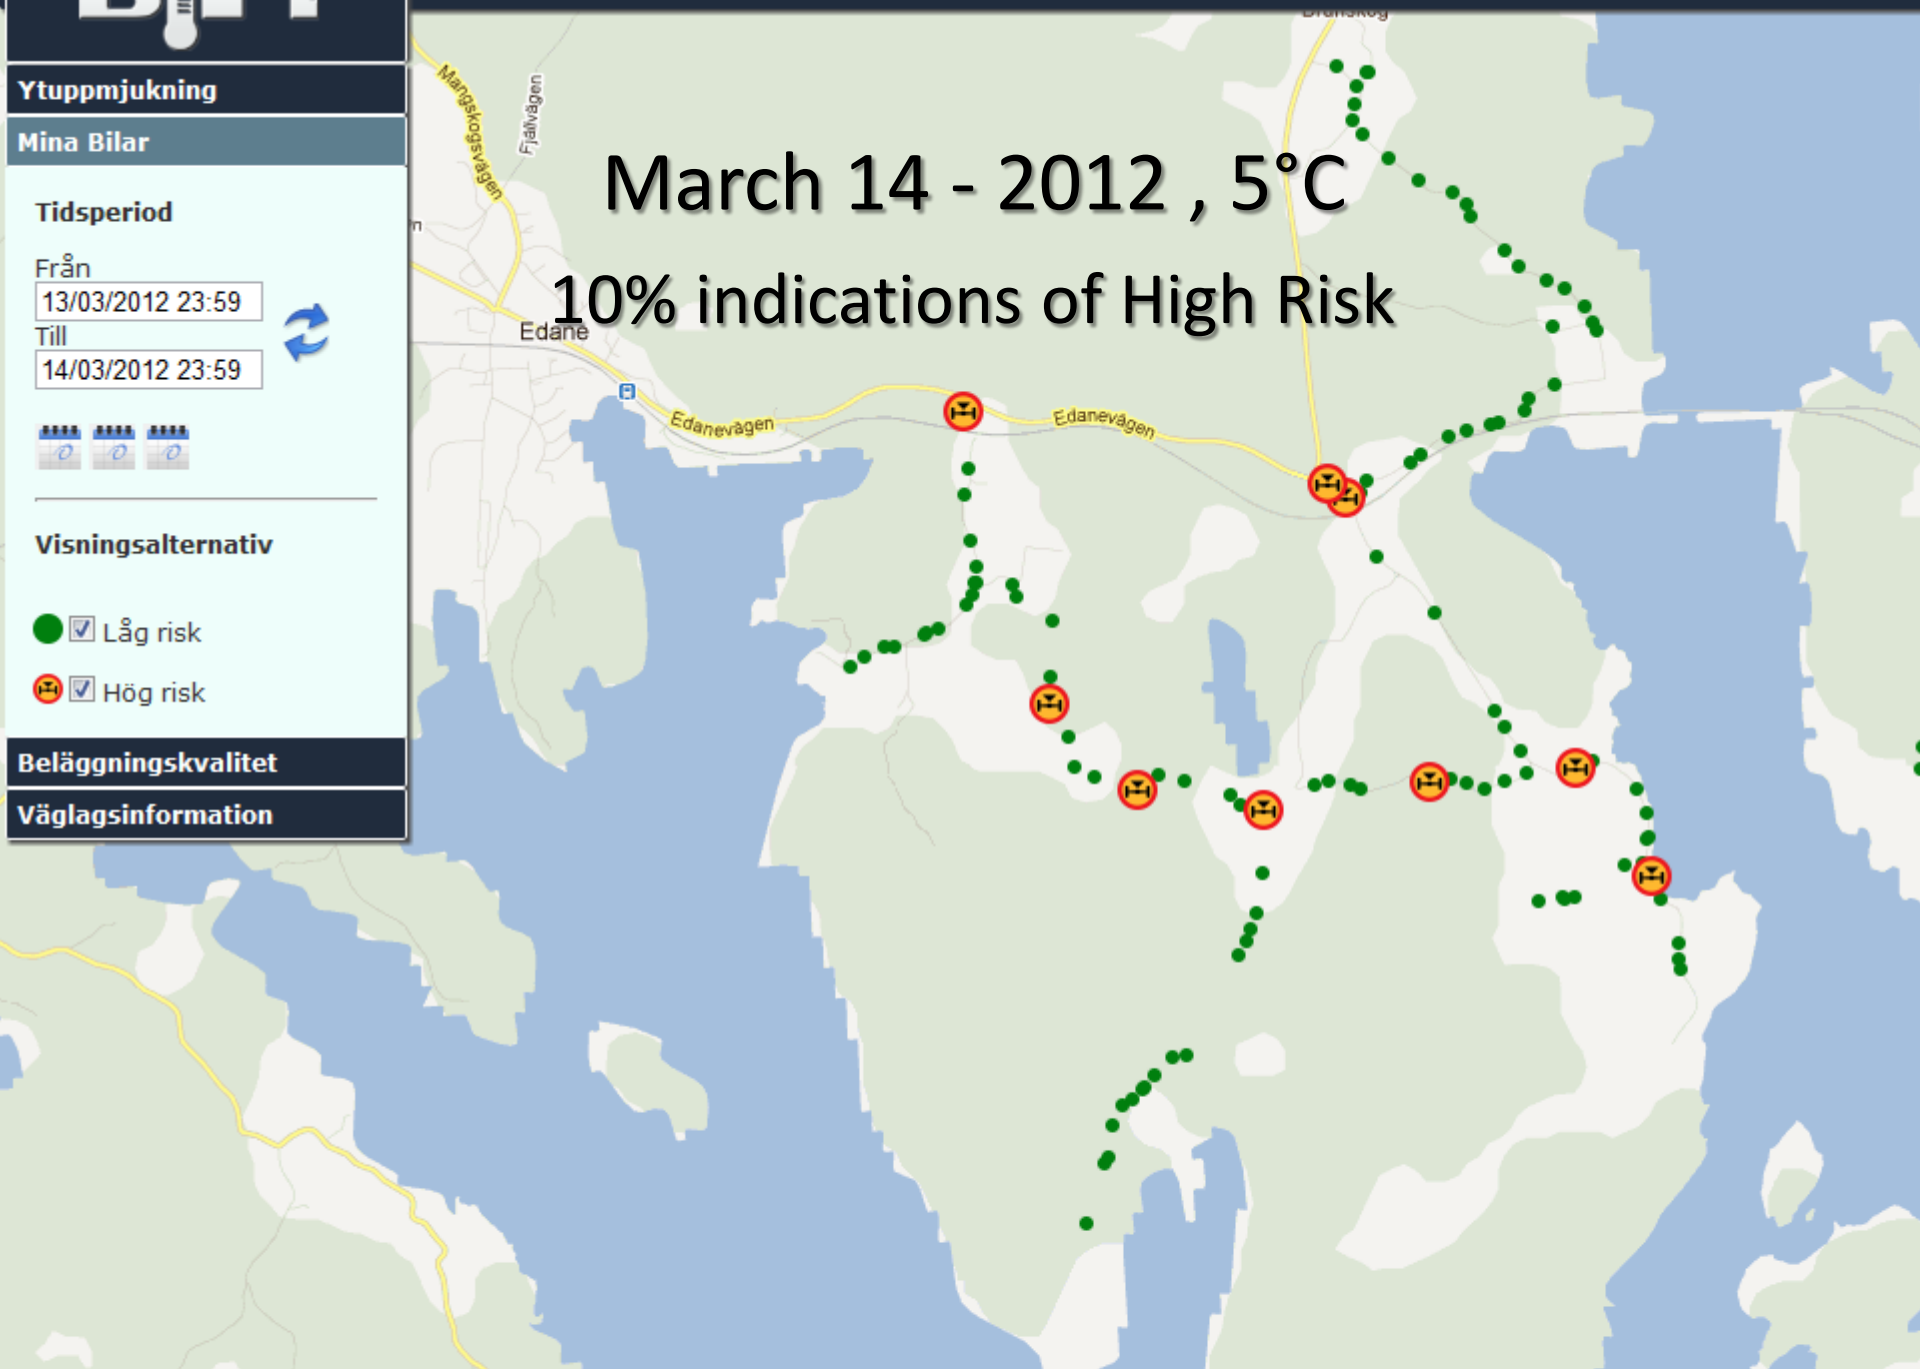 Ytuppmjukning
Mina Bilar
Tidsperiod
Från
13/03/2012 23:59
Till
14/03/2012 23:59
Visningsalternativ
Låg risk
Hög risk
Beläggningskvalitet
Väglagsinformation
March 14 - 2012 , 5°C
10% indications of High Risk
Mangskogsvägen
Fjällvägen
Edane
Edanevägen
Edanevägen